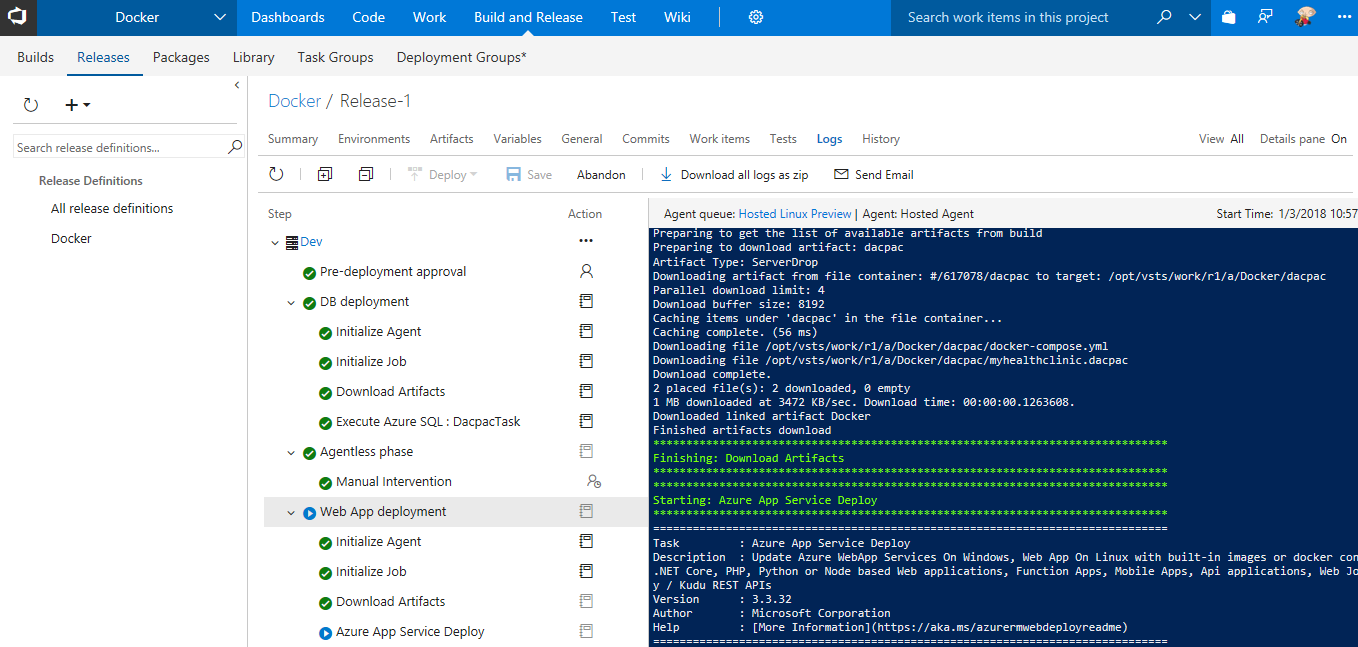 Docker Dashboards Code Work Build and Release Test Wiki Search work items in this project
Builds Releases Packages Library Task Groups Deployment Groups*
Docker / Release-1
Summary Environments Artifacts Variables General Commits Work items Tests Logs History View All Details pane On
Search release definitions...
Deploy Save Abandon Download all logs as zip Send Email
Release Definitions
All release definitions
Docker
Step Action
Dev
Pre-deployment approval
DB deployment
Initialize Agent
Initialize Job
Download Artifacts
Execute Azure SQL : DacpacTask
Agentless phase
Manual Intervention
Web App deployment
Initialize Agent
Initialize Job
Download Artifacts
Azure App Service Deploy
Agent queue: Hosted Linux Preview | Agent: Hosted Agent Start Time: 1/3/2018 10:57
Preparing to get the list of available artifacts from build
Preparing to download artifact: dacpac
Artifact Type: ServerDrop
Downloading artifact from file container: #/617078/dacpac to target: /opt/vsts/work/r1/a/Docker/dacpac
Parallel download limit: 4
Download buffer size: 8192
Caching items under 'dacpac' in the file container...
Caching complete. (56 ms)
Downloading file /opt/vsts/work/r1/a/Docker/dacpac/docker-compose.yml
Downloading file /opt/vsts/work/r1/a/Docker/dacpac/myhealthclinic.dacpac
Download complete.
2 placed file(s): 2 downloaded, 0 empty
1 MB downloaded at 3472 KB/sec. Download time: 00:00:00.1263608.
Downloaded linked artifact Docker
Finished artifacts download
******************************************************************************
Finishing: Download Artifacts
******************************************************************************
******************************************************************************
Starting: Azure App Service Deploy
******************************************************************************
==============================================================================
Task : Azure App Service Deploy
Description : Update Azure WebApp Services On Windows, Web App On Linux with built-in images or docker con
.NET Core, PHP, Python or Node based Web applications, Function Apps, Mobile Apps, Api applications, Web Jo
y / Kudu REST APIs
Version : 3.3.32
Author : Microsoft Corporation
Help : [More Information](https://aka.ms/azurermwebdeployreadme)
==============================================================================